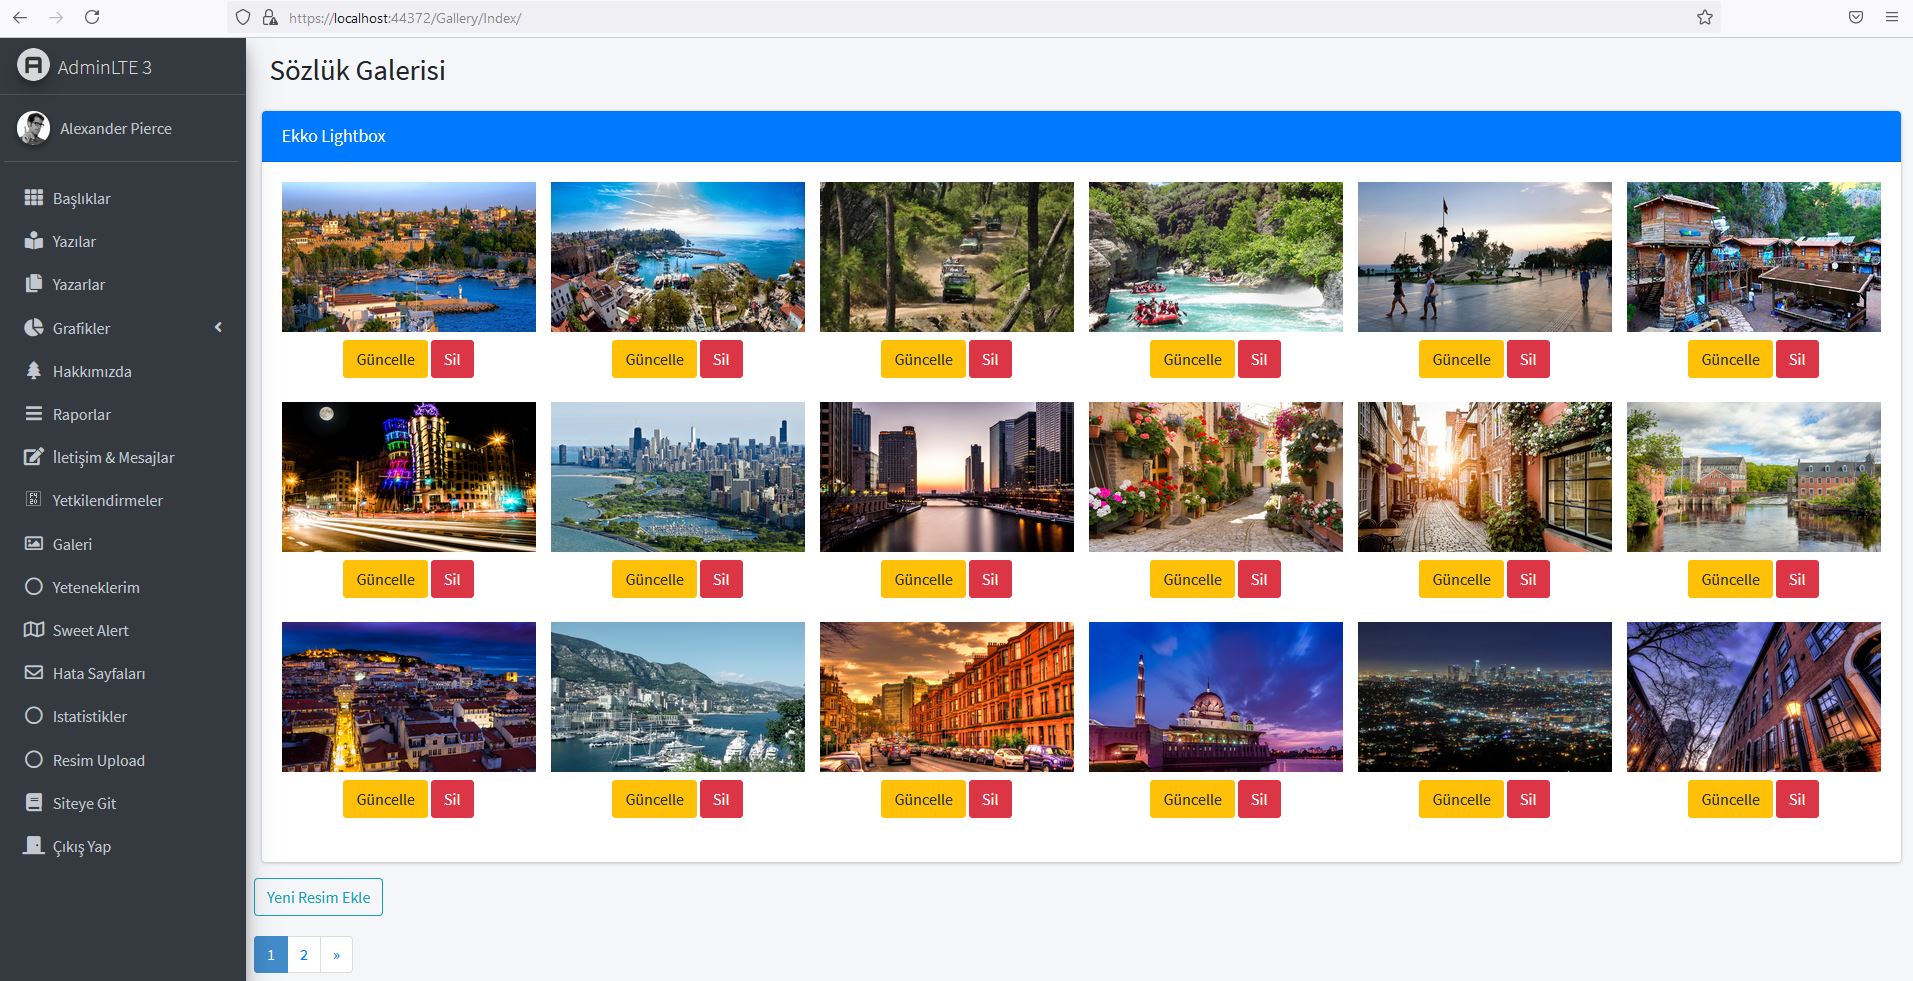 https://localhost:44372/Gallery/Index/
AdminLTE 3
Alexander Pierce
Başlıklar
Yazılar
Yazarlar
Grafikler
Hakkımızda
Raporlar
İletişim & Mesajlar
Yetkilendirmeler
Galeri
Yeteneklerim
Sweet Alert
Hata Sayfaları
Istatistikler
Resim Upload
Siteye Git
Çıkış Yap
Sözlük Galerisi
Ekko Lightbox
Güncelle Sil Güncelle Sil Güncelle Sil Güncelle Sil Güncelle Sil Güncelle Sil
Güncelle Sil Güncelle Sil Güncelle Sil Güncelle Sil Güncelle Sil Güncelle Sil
Güncelle Sil Güncelle Sil Güncelle Sil Güncelle Sil Güncelle Sil Güncelle Sil
Yeni Resim Ekle
1 2 »